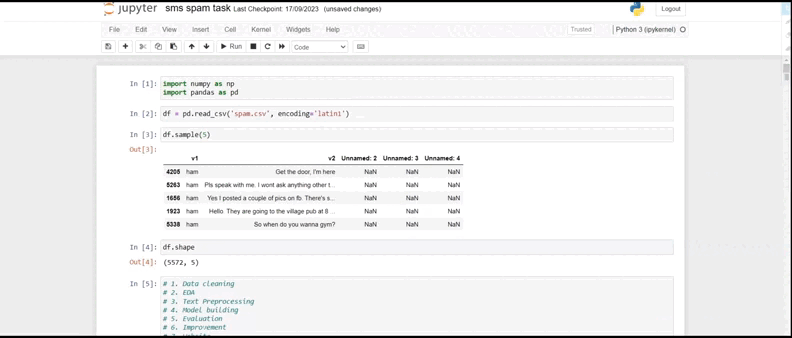 jupyter sms spam task Last Checkpoint: 17/09/2023 (unsaved changes)
Logout
File Edit View Insert Cell Kernel Widgets Help Trusted Python 3 (ipykernel)
Run Code
In [1]: import numpy as np
import pandas as pd
In [2]: df = pd.read_csv('spam.csv', encoding='latin1')
In [3]: df.sample(5)
Out[3]:
v1 v2 Unnamed: 2 Unnamed: 3 Unnamed: 4
4205 ham Get the door, I'm here NaN NaN NaN
5263 ham Pls speak with me. I wont ask anything other t... NaN NaN NaN
1656 ham Yes I posted a couple of pics on fb. There's s... NaN NaN NaN
1923 ham Hello. They are going to the village pub at 8 ... NaN NaN NaN
5338 ham So when do you wanna gym? NaN NaN NaN
In [4]: df.shape
Out[4]: (5572, 5)
In [5]: # 1. Data cleaning
# 2. EDA
# 3. Text Preprocessing
# 4. Model building
# 5. Evaluation
# 6. Improvement